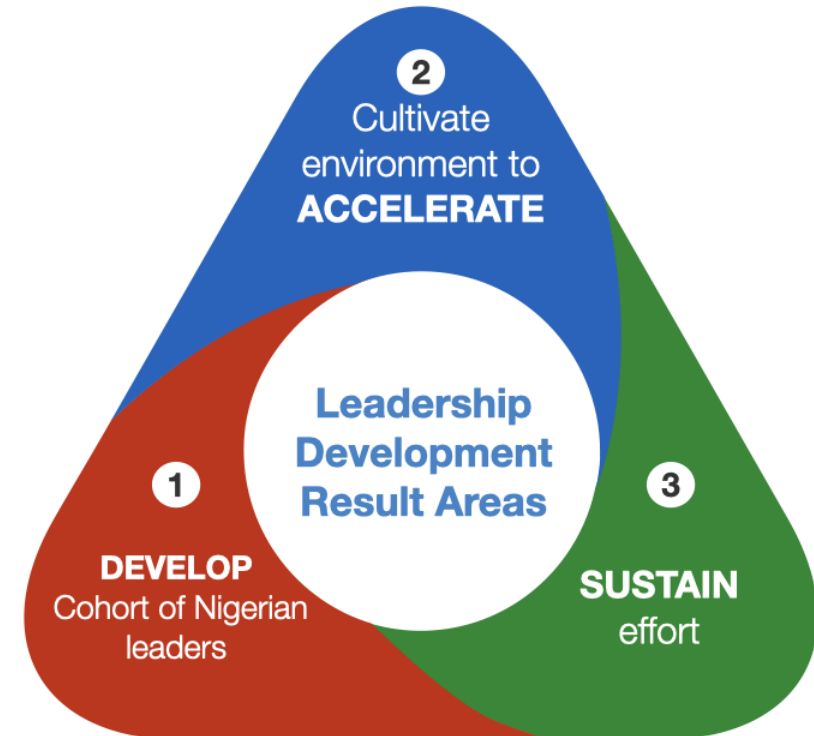 2
Cultivate
environment to
ACCELERATE
Leadership
Development
Result Areas
1
DEVELOP
Cohort of Nigerian
leaders
3
SUSTAIN
effort